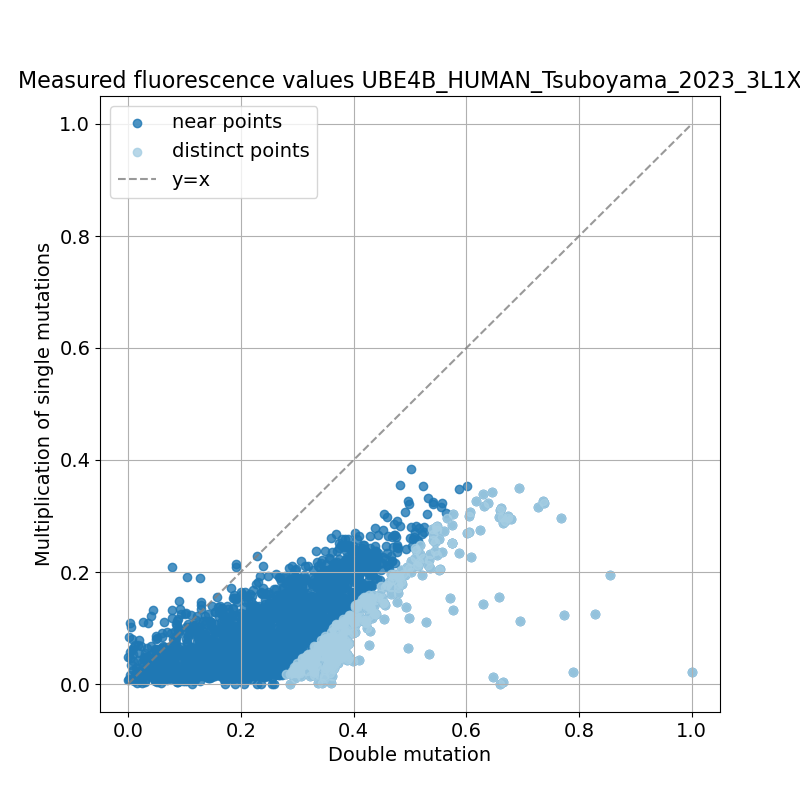 Measured fluorescence values UBE4B_HUMAN_Tsuboyama_2023_3L1X
near points
distinct points
y=x
1.0
0.8
0.6
0.4
0.2
0.0
Multiplication of single mutations
0.0 0.2 0.4 0.6 0.8 1.0
Double mutation